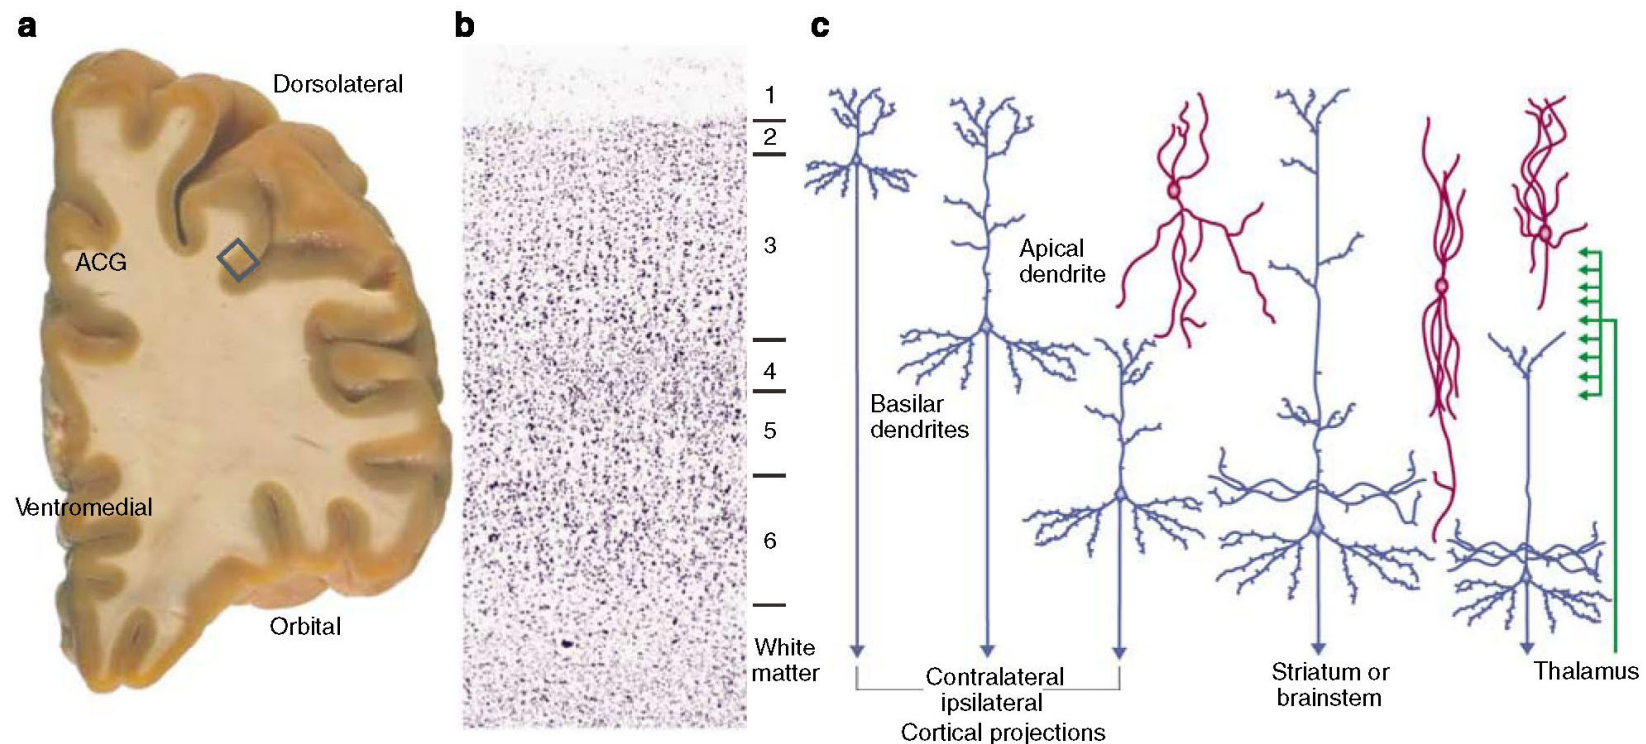 a
Dorsolateral
ACG
Ventromedial
Orbital
b
1
2
3
4
5
6
White
matter
c
Apical
dendrite
Basilar
dendrites
Contralateral
ipsilateral
Cortical projections
Striatum or
brainstem
Thalamus